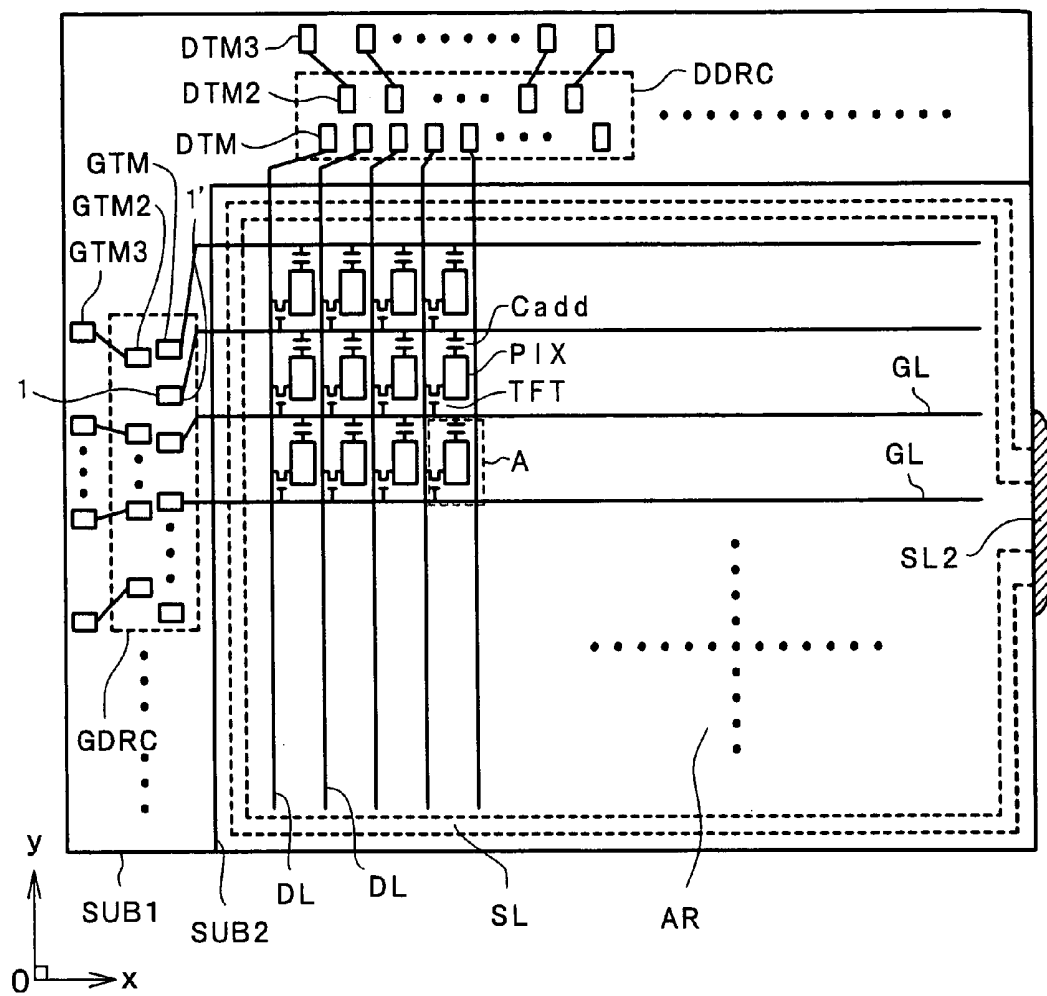 DTM3
DTM2
DDRC
DTM
GTM
1'
GTM2
GTM3
Cadd
PIX
1
TFT
GL
A
GL
SL2
GDRC
y
DL
DL
SL
AR
SUB1
SUB2
0
x